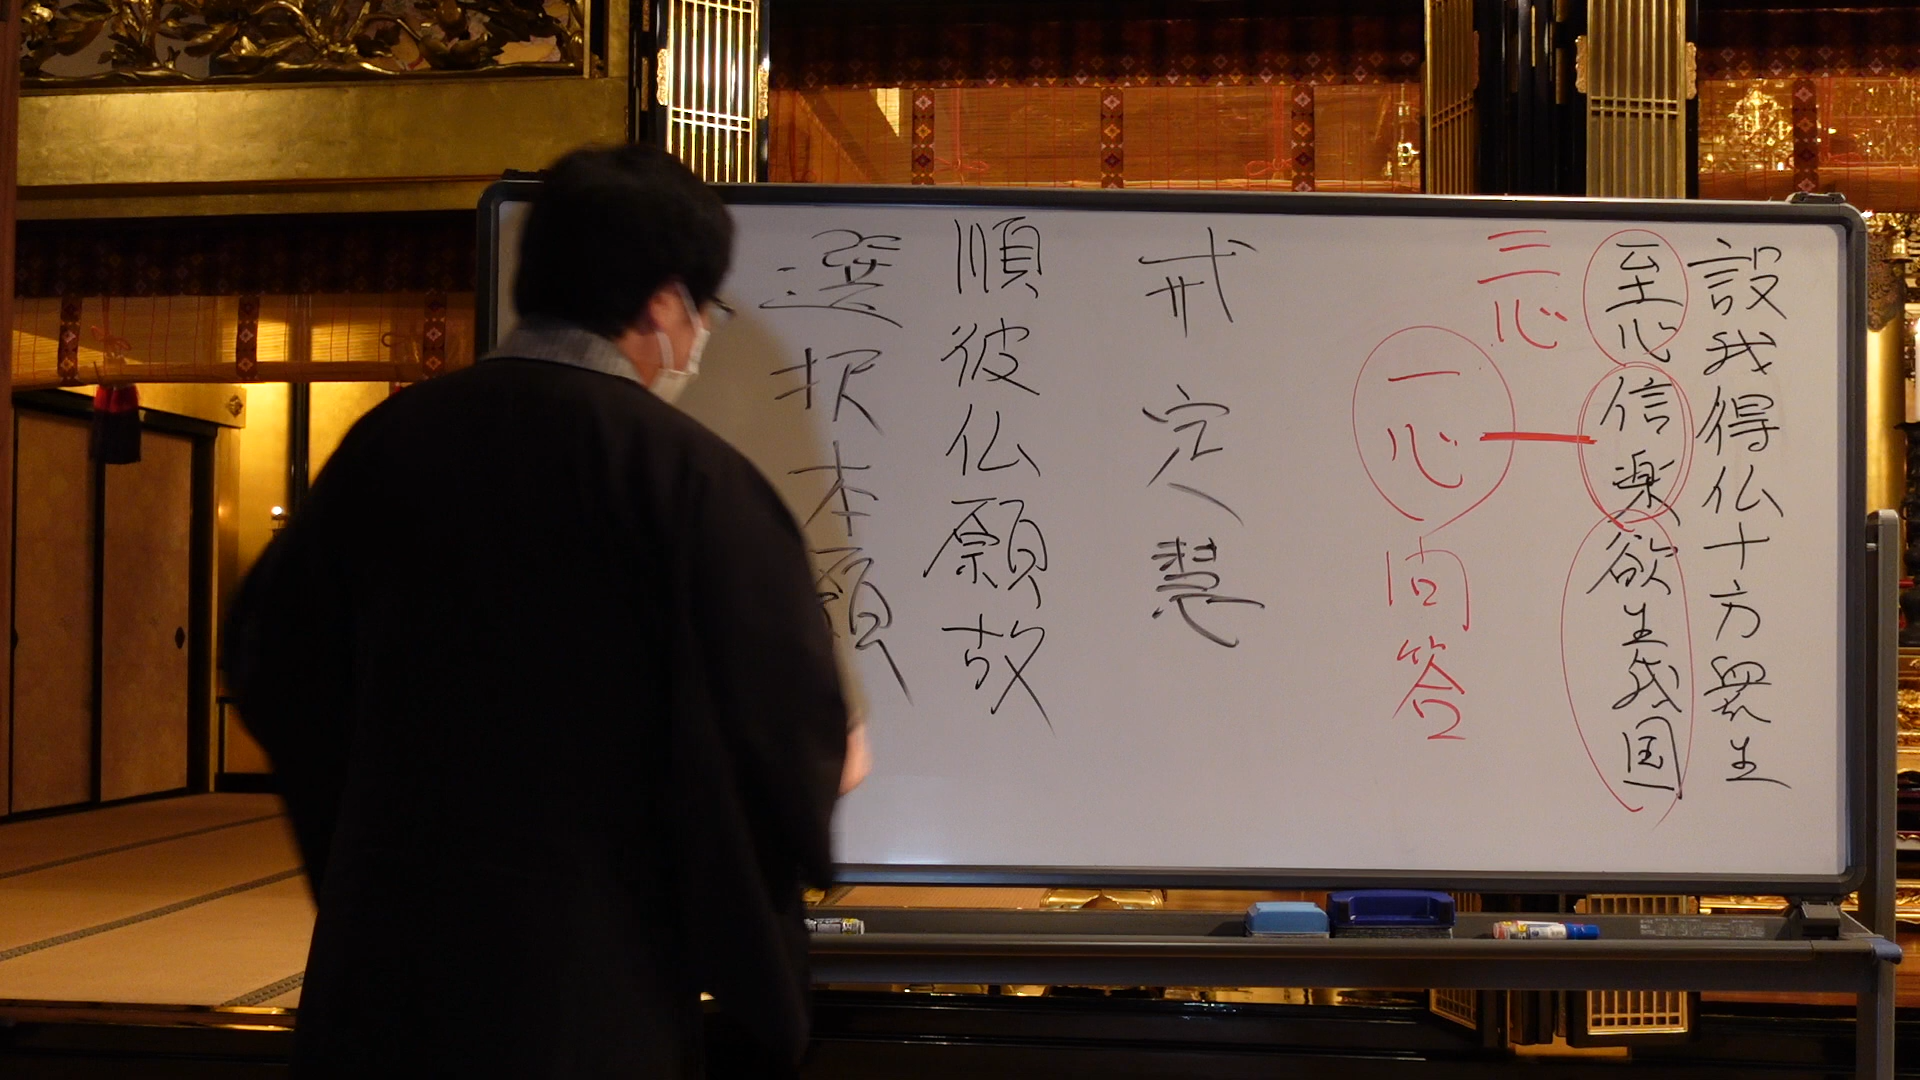 設我得仏十方衆生
至心信楽欲生我国
三心
一心問答
戒定慧
順彼仏願故
選択本願